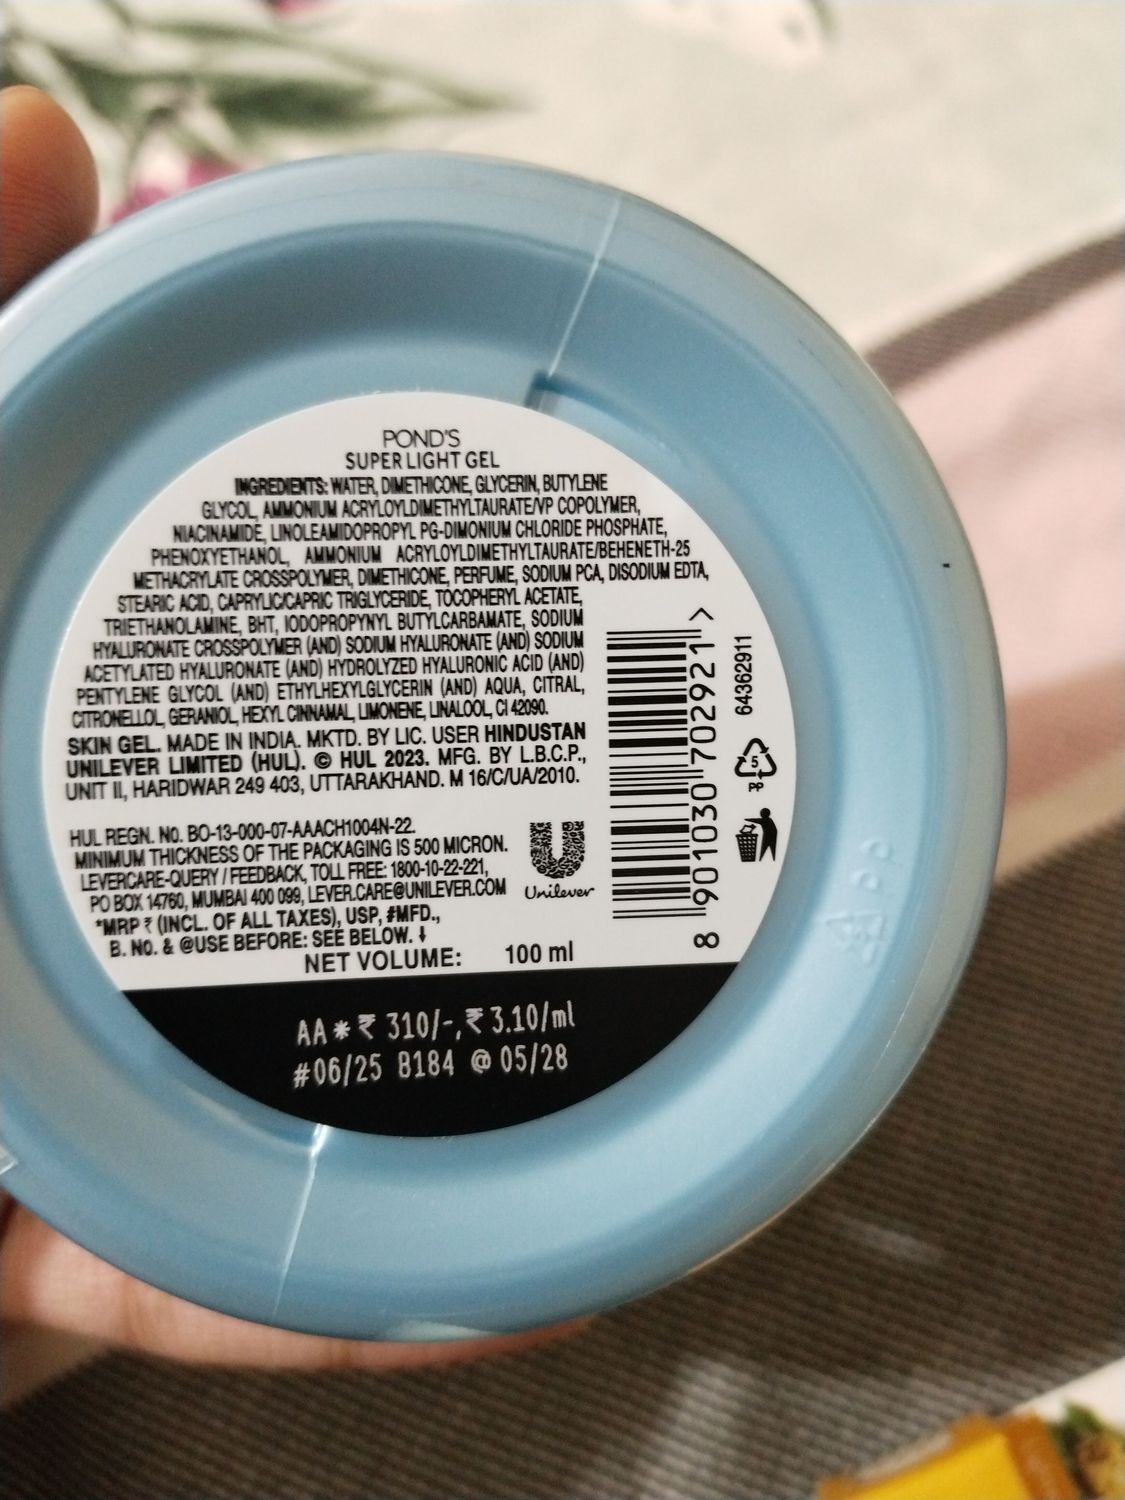 POND'S
SUPER LIGHT GEL
INGREDIENTS: WATER, DIMETHICONE, GLYCERIN, BUTYLENE
GLYCOL, AMMONIUM ACRYLOYLDIMETHYLTAURATE/VP COPOLYMER,
NIACINAMIDE, LINOLEAMIDOPROPYL PG-DIMONIUM CHLORIDE PHOSPHATE,
PHENOXYETHANOL, AMMONIUM ACRYLOYLDIMETHYLTAURATE/BEHENETH-25
METHACRYLATE CROSSPOLYMER, DIMETHICONE, PERFUME, SODIUM PCA, DISODIUM EDTA,
STEARIC ACID, CAPRYLIC/CAPRIC TRIGLYCERIDE, TOCOPHERYL ACETATE,
TRIETHANOLAMINE, BHT, IODOPROPYNYL BUTYLCARBAMATE, SODIUM
HYALURONATE CROSSPOLYMER (AND) SODIUM HYALURONATE (AND) SODIUM
ACETYLATED HYALURONATE (AND) HYDROLYZED HYALURONIC ACID (AND)
PENTYLENE GLYCOL (AND) ETHYLHEXYLGLYCERIN (AND) AQUA, CITRAL,
CITRONELLOL, GERANIOL, HEXYL CINNAMAL, LIMONENE, LINALOOL, CI 42090.
SKIN GEL. MADE IN INDIA. MKTD. BY LIC. USER HINDUSTAN
UNILEVER LIMITED (HUL). © HUL 2023. MFG. BY L.B.C.P.,
UNIT II, HARIDWAR 249 403, UTTARAKHAND. M 16/C/UA/2010.
HUL REGN. NO. BO-13-000-07-AAACH1004N-22.
MINIMUM THICKNESS OF THE PACKAGING IS 500 MICRON.
LEVERCARE-QUERY / FEEDBACK, TOLL FREE: 1800-10-22-221,
PO BOX 14760, MUMBAI 400 099, LEVER.CARE@UNILEVER.COM
*MRP ₹ (INCL. OF ALL TAXES), USP, #MFD.,
B. NO. & @USE BEFORE: SEE BELOW. ⬇
NET VOLUME: 100 ml
Unilever
8 901030 702921 >
64362911
5
PP
AA * ₹ 310/-, ₹ 3.10/ml
#06/25 B184 @ 05/28
PP